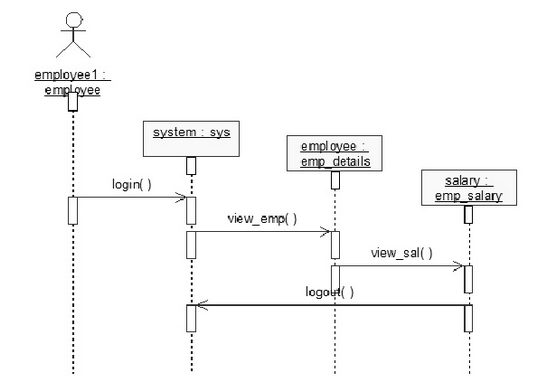 employee1 :
employee
system : sys
employee :
emp_details
salary :
emp_salary
login( )
view_emp( )
view_sal( )
logout( )